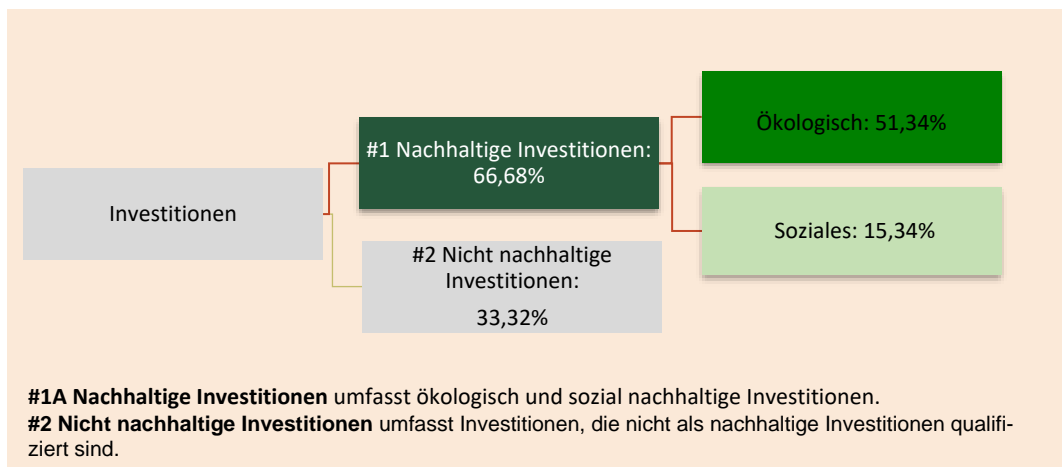 Ökologisch: 51,34%
#1 Nachhaltige Investitionen:
66,68%
Investitionen
Soziales: 15,34%
#2 Nicht nachhaltige
Investitionen:
33,32%
#1A Nachhaltige Investitionen umfasst ökologisch und sozial nachhaltige Investitionen.
#2 Nicht nachhaltige Investitionen umfasst Investitionen, die nicht als nachhaltige Investitionen qualifi-
ziert sind.